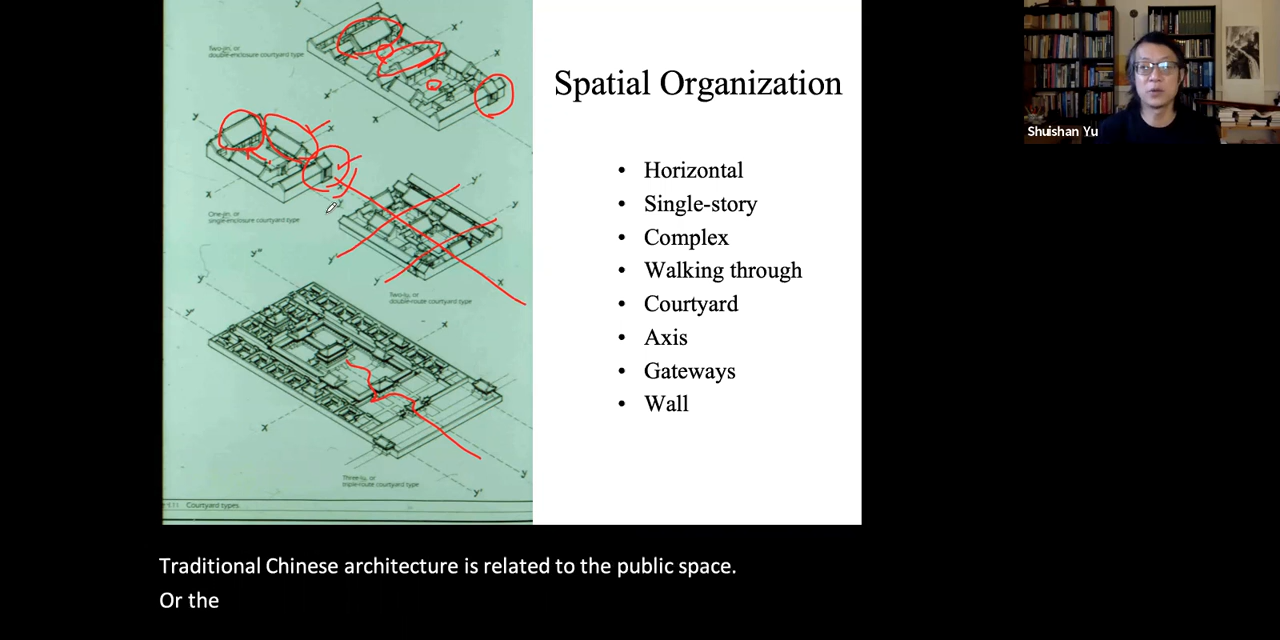 Two-jin, or
double-enclosure courtyard type
x'
x
y
x
x'
x
y
x
x
One-jin, or
single-enclosure courtyard type
y'
y
y'
y
x
Two-lu, or
double-route courtyard type
y"
y
y'
x
x
y
y"
Three-lu, or
triple-route courtyard type
Courtyard types
Spatial Organization
• Horizontal
• Single-story
• Complex
• Walking through
• Courtyard
• Axis
• Gateways
• Wall
Shuishan Yu
Traditional Chinese architecture is related to the public space.
Or the